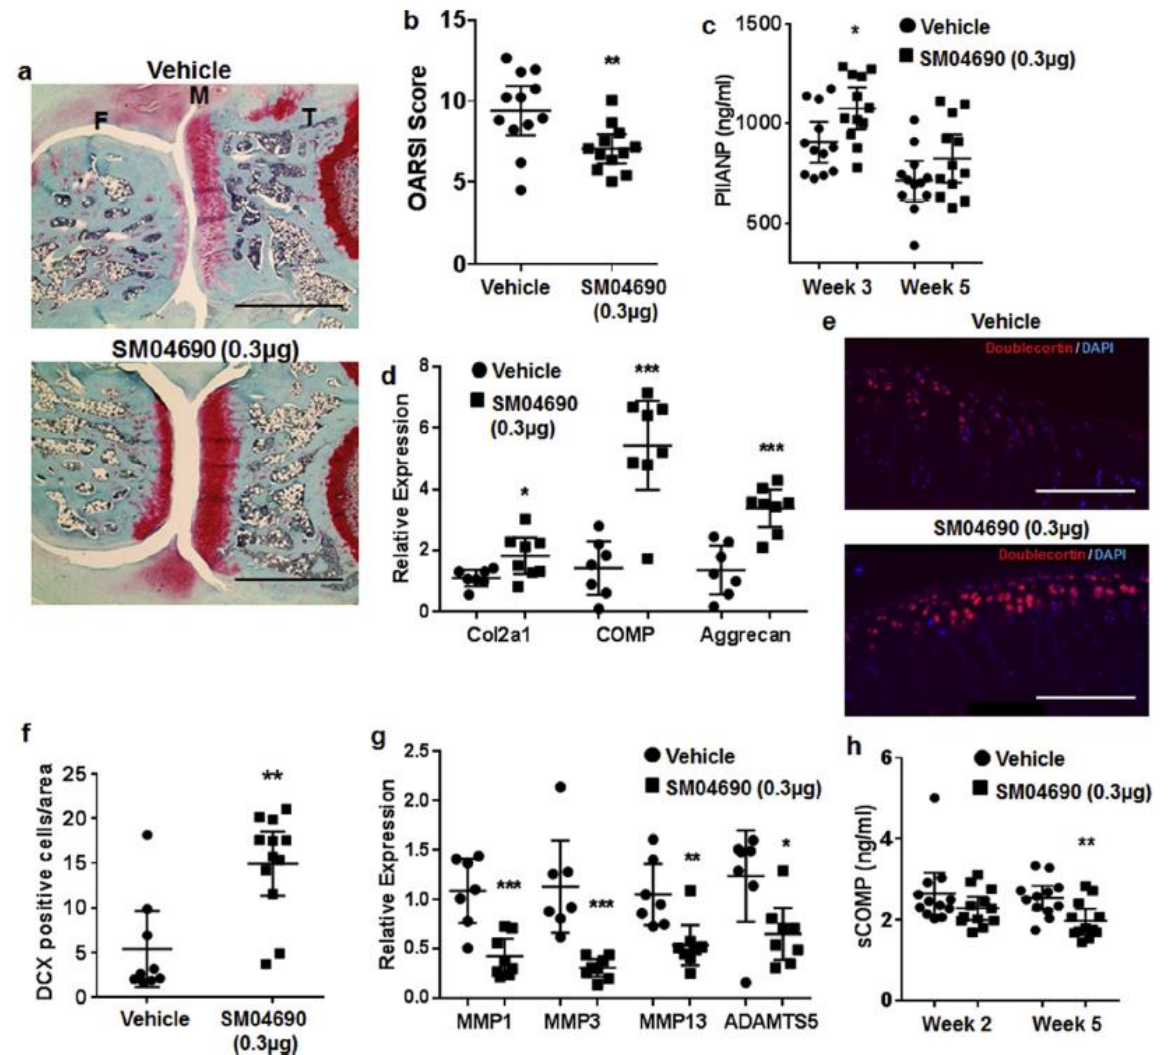 a
Vehicle
F
M
T
SM04690 (0.3µg)
b
OARSI Score
15
10
5
0
**
Vehicle
SM04690
(0.3µg)
c
PIIANP (ng/ml)
1500
1000
500
*
Vehicle
SM04690 (0.3µg)
Week 3
Week 5
d
Relative Expression
8
6
4
2
0
Vehicle
SM04690
(0.3µg)
*
***
***
Col2a1
COMP
Aggrecan
e
Vehicle
Doublecortin/DAPI
SM04690 (0.3µg)
Doublecortin/DAPI
f
DCX positive cells/area
25
20
15
10
5
0
**
Vehicle
SM04690
(0.3µg)
g
Relative Expression
2.5
2.0
1.5
1.0
0.5
0.0
Vehicle
SM04690 (0.3µg)
***
***
**
*
MMP1
MMP3
MMP13
ADAMTS5
h
sCOMP (ng/ml)
6
4
2
0
Vehicle
SM04690 (0.3µg)
**
Week 2
Week 5